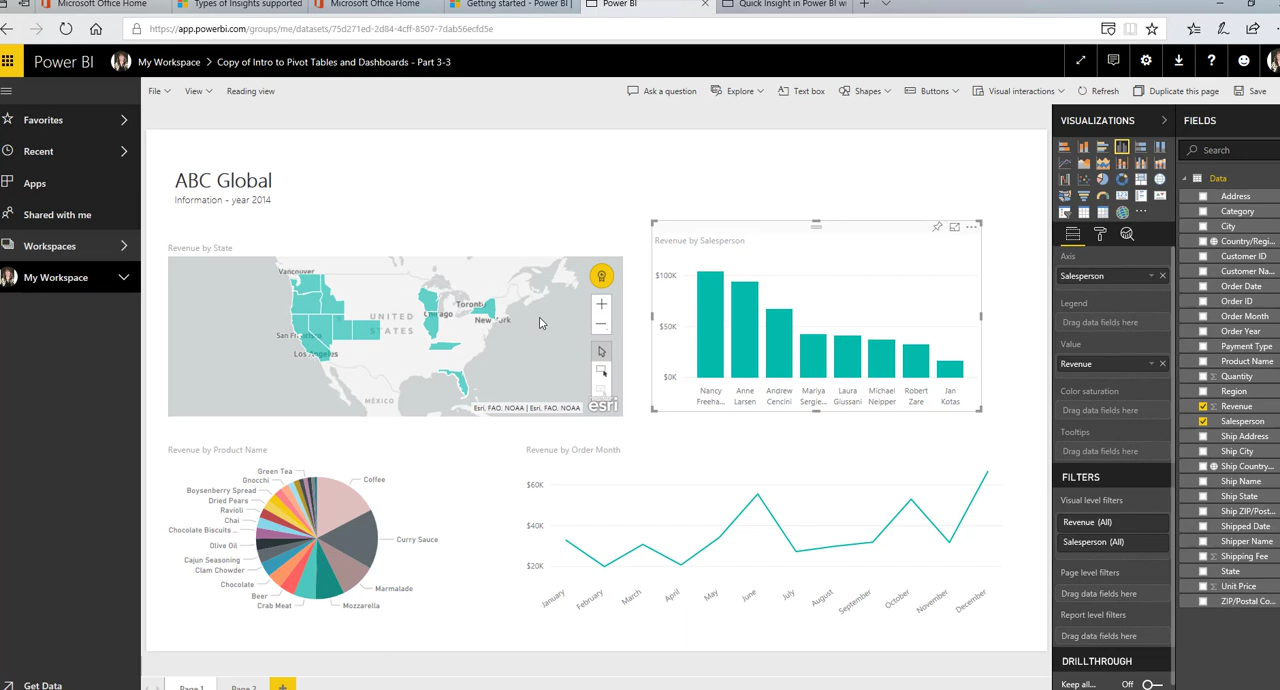 Microsoft Office Home
Types of Insights supported
Microsoft Office Home
Getting started - Power BI |
Power BI
Quick Insight in Power BI wi
https://app.powerbi.com/groups/me/datasets/75d271ed-2d84-4cff-8507-7dab56ecfd5e
Power BI
My Workspace > Copy of Intro to Pivot Tables and Dashboards - Part 3-3
File
View
Reading view
Ask a question
Explore
Text box
Shapes
Buttons
Visual interactions
Refresh
Duplicate this page
Save
Favorites
Recent
Apps
Shared with me
Workspaces
My Workspace
Get Data
ABC Global
Information - year 2014
Revenue by State
Vancouver
Toronto
Chicago
UNITED
STATES
New York
San Francisco
Los Angeles
MÉXICO
Esri, FAO, NOAA | Esri, FAO, NOAA
esri
Revenue by Salesperson
$100K
$50K
$0K
Nancy Freeha...
Anne Larsen
Andrew Cencini
Mariya Sergie...
Laura Giussani
Michael Neipper
Robert Zare
Jan Kotas
Revenue by Product Name
Green Tea
Gnocchi
Boysenberry Spread
Dried Pears
Ravioli
Chai
Chocolate Biscuits ...
Olive Oil
Cajun Seasoning
Clam Chowder
Chocolate
Beer
Crab Meat
Coffee
Curry Sauce
Marmalade
Mozzarella
Revenue by Order Month
$60K
$40K
$20K
January
February
March
April
May
June
July
August
September
October
November
December
Page 1
Page 2
VISUALIZATIONS
Axis
Salesperson
Legend
Drag data fields here
Value
Revenue
Color saturation
Drag data fields here
Tooltips
Drag data fields here
FILTERS
Visual level filters
Revenue (All)
Salesperson (All)
Page level filters
Drag data fields here
Report level filters
Drag data fields here
DRILLTHROUGH
Keep all...
Off
FIELDS
Search
Data
Address
Category
City
Country/Regi...
Customer ID
Customer Na...
Order Date
Order ID
Order Month
Order Year
Payment Type
Product Name
Quantity
Region
Revenue
Salesperson
Ship Address
Ship City
Ship Country...
Ship Name
Ship State
Ship ZIP/Post...
Shipped Date
Shipper Name
Shipping Fee
State
Unit Price
ZIP/Postal Co...